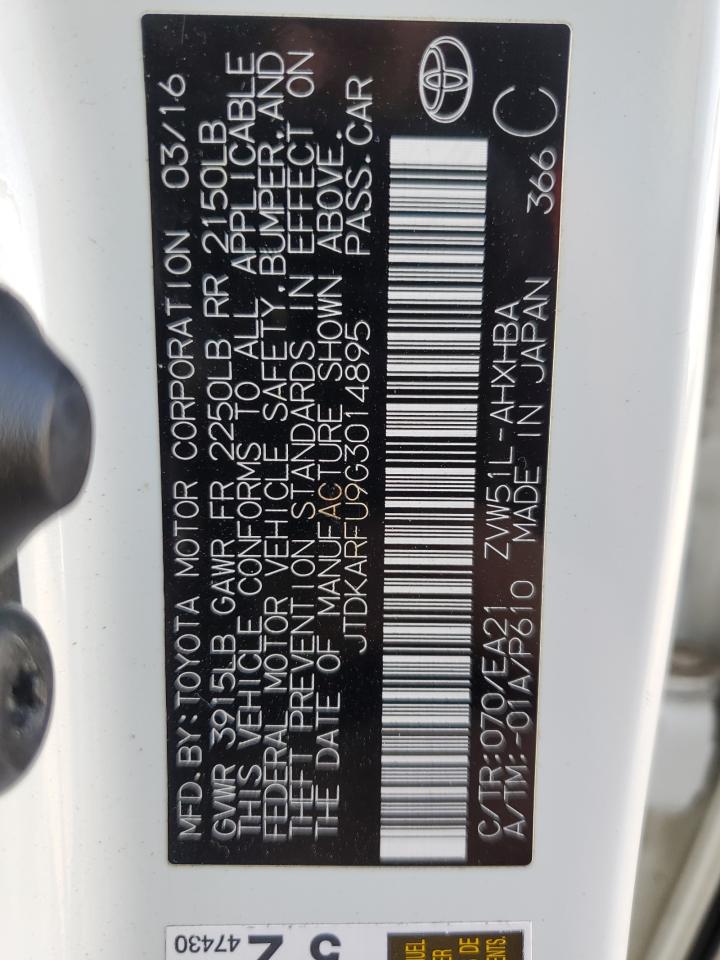 MFD.BY:TOYOTA MOTOR CORPORATION 03/16
GVWR 3915LB GAWR FR 2250LB RR 2150LB
THIS VEHICLE CONFORMS TO ALL APPLICABLE
FEDERAL MOTOR VEHICLE SAFETY,BUMPER,AND
THEFT PREVENTION STANDARDS IN EFFECT ON
THE DATE OF MANUFACTURE SHOWN ABOVE.
JTDKARFU9G3014895 PASS.CAR
C/TR:070/EA21 ZVW51L-AHXHBA 366 C
A/TM:-01A/P610 MADE IN JAPAN
47430